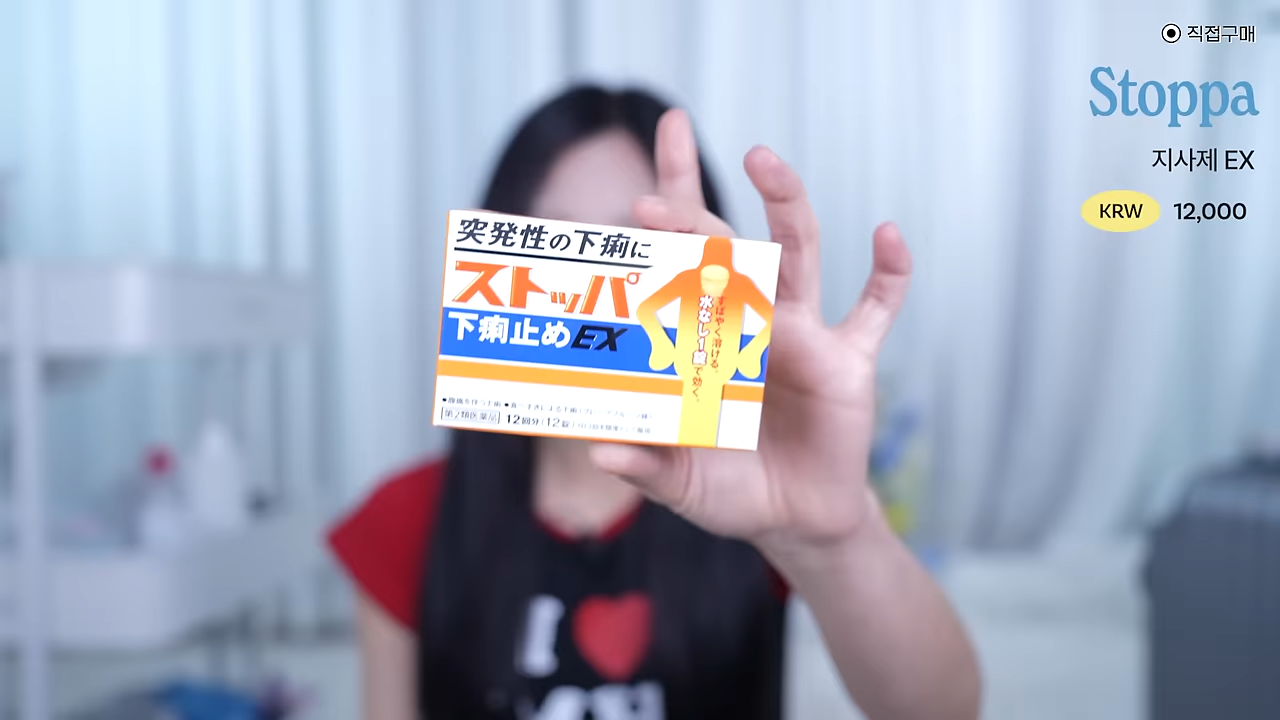 직접구매
Stoppa
지사제 EX
KRW 12,000
突発性の下痢に
ストッパ
下痢止めEX
すばやく溶ける。
水なし1錠で効く。
第2類医薬品 12回分(12錠)
I